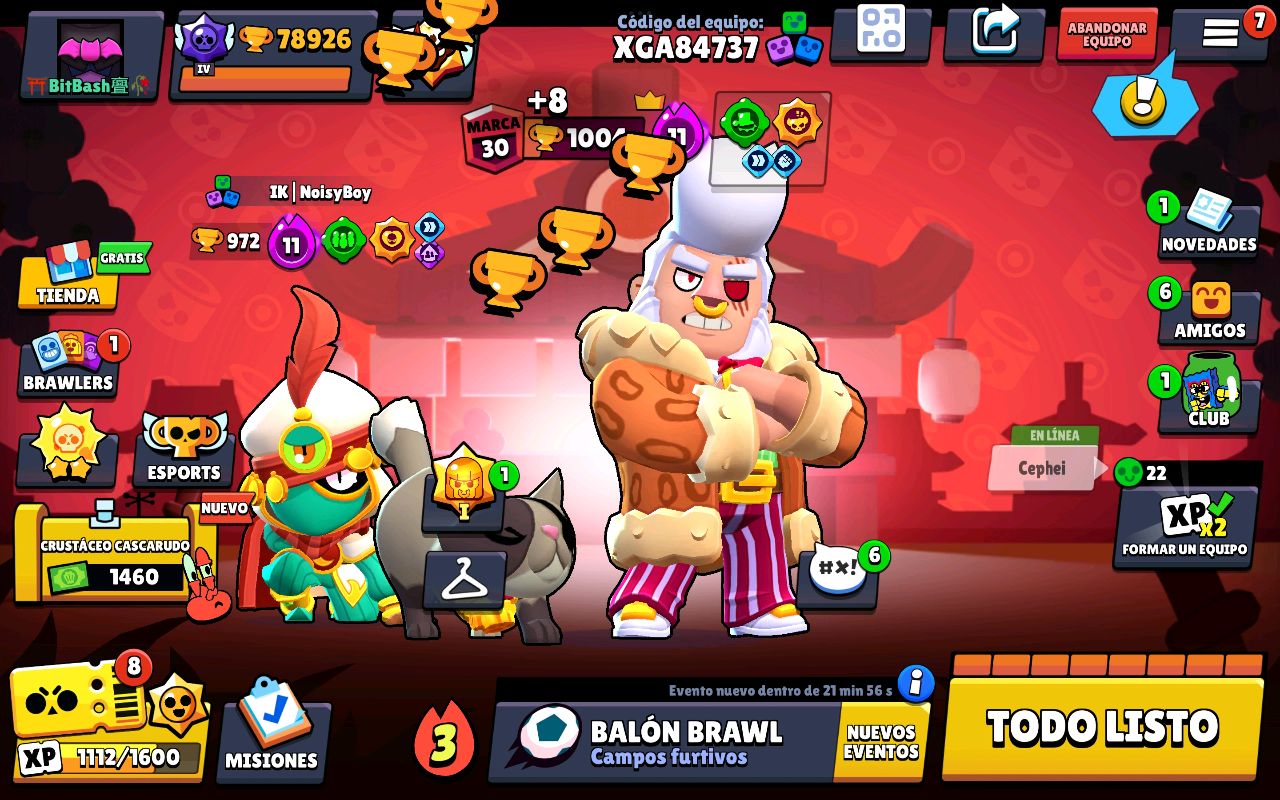 BitBash
IV
78926
Código del equipo:
XGA84737
ABANDONAR
EQUIPO
7
+8
MARCA
30
1004
11
IK | NoisyBoy
972
11
GRATIS
TIENDA
1
BRAWLERS
ESPORTS
NUEVO
CRUSTÁCEO CASCARUDO
1460
1
I
#×!
6
1
NOVEDADES
6
AMIGOS
1
CLUB
EN LÍNEA
Cephei
22
XP
x2
FORMAR UN EQUIPO
8
XP
1112/1600
MISIONES
3
Evento nuevo dentro de 21 min 56 s
i
BALÓN BRAWL
Campos furtivos
NUEVOS
EVENTOS
TODO LISTO